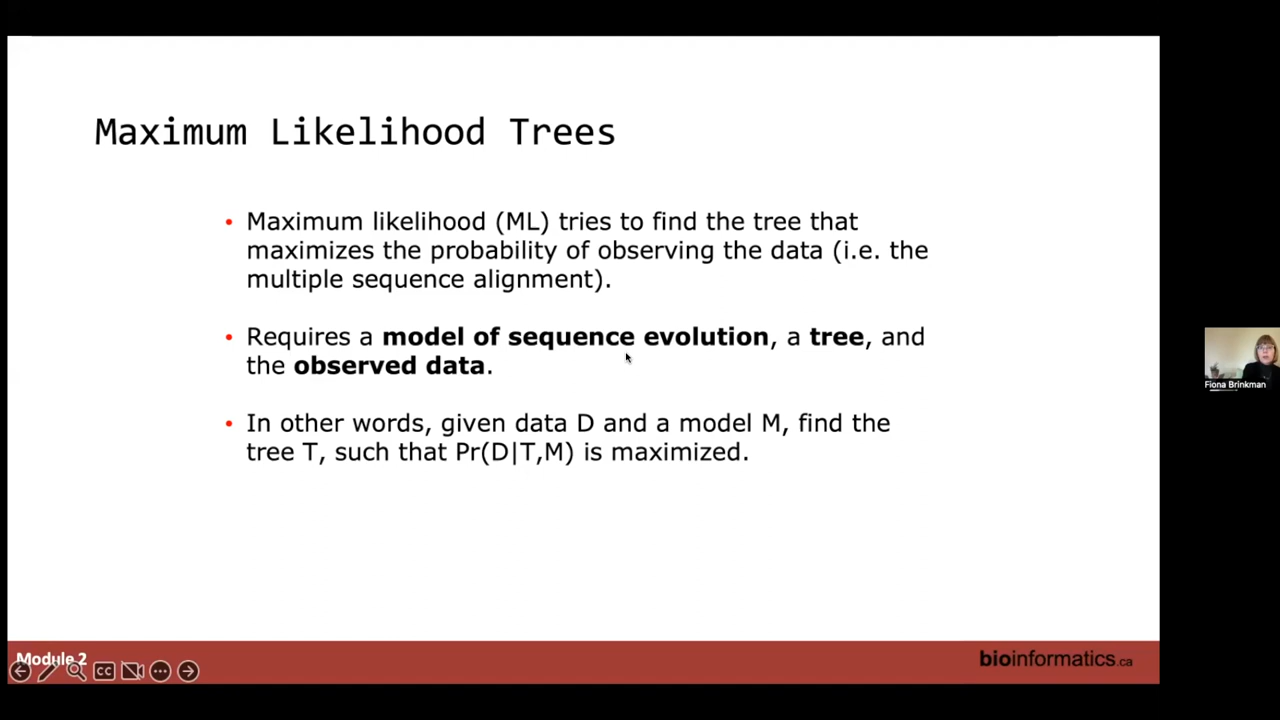 Maximum Likelihood Trees
• Maximum likelihood (ML) tries to find the tree that
maximizes the probability of observing the data (i.e. the
multiple sequence alignment).
• Requires a model of sequence evolution, a tree, and
the observed data.
• In other words, given data D and a model M, find the
tree T, such that Pr(D|T,M) is maximized.
Fiona Brinkman
Module 2
bioinformatics.ca
CC